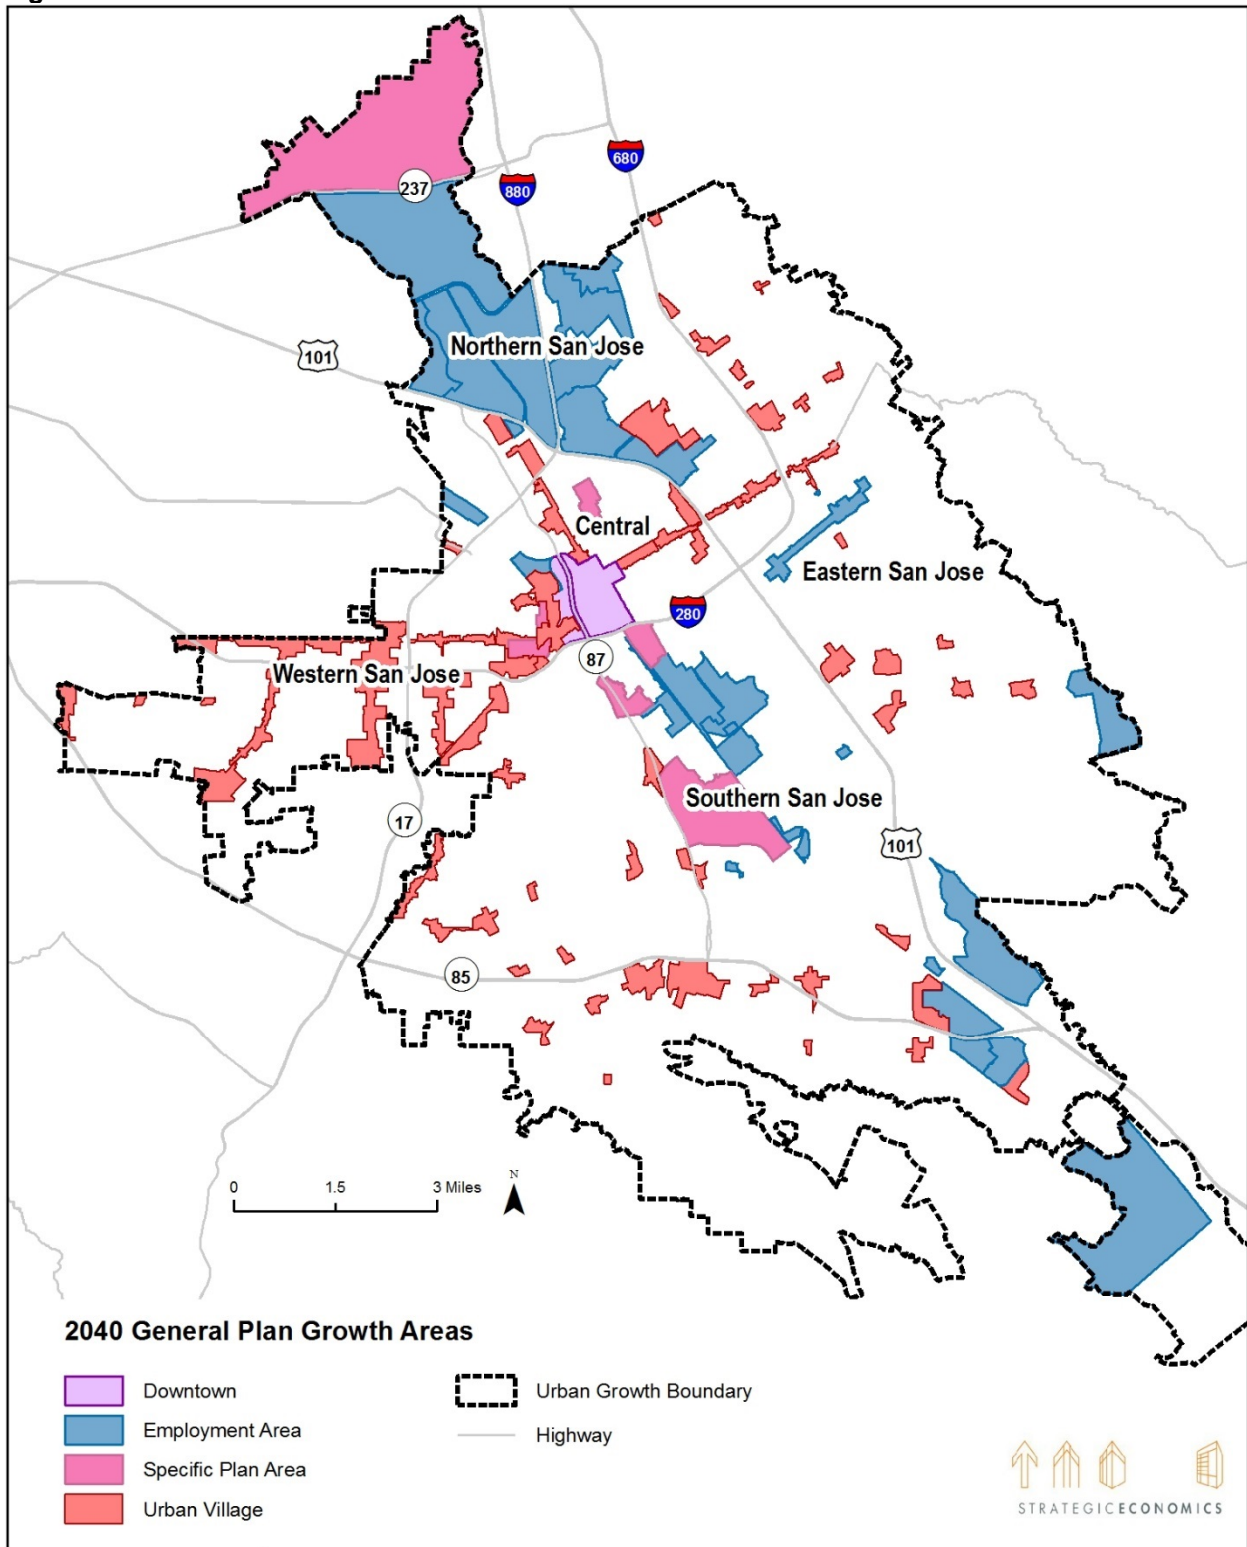 680
237
880
Northern San Jose
101
Central
Eastern San Jose
280
87
Western San Jose
Southern San Jose
17
101
85
N
0 1.5 3 Miles
2040 General Plan Growth Areas
Downtown
Employment Area
Specific Plan Area
Urban Village
Urban Growth Boundary
Highway
STRATEGICECONOMICS